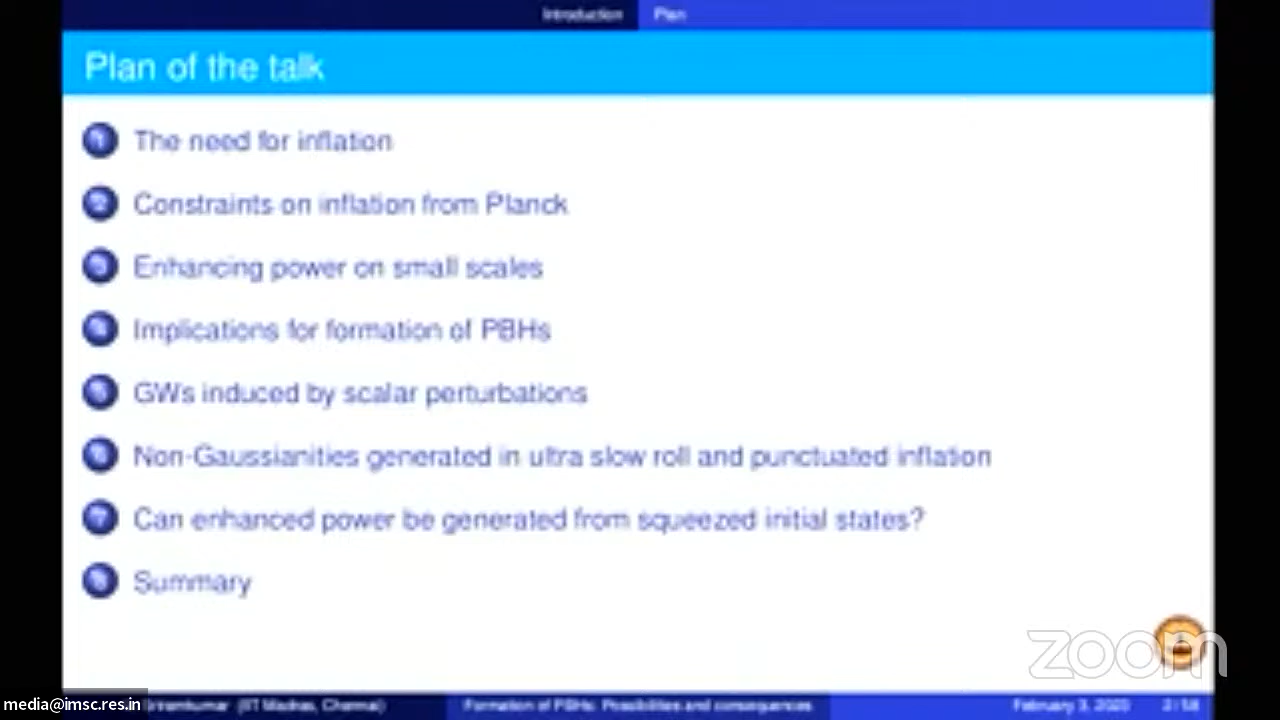 Introduction Plan
Plan of the talk
1 The need for inflation
2 Constraints on inflation from Planck
3 Enhancing power on small scales
4 Implications for formation of PBHs
5 GWs induced by scalar perturbations
6 Non-Gaussianities generated in ultra slow roll and punctuated inflation
7 Can enhanced power be generated from squeezed initial states?
8 Summary
zoom
media@imsc.res.in Sriramkumar (IIT Madras, Chennai) Formation of PBHs: Possibilities and consequences February 3, 2